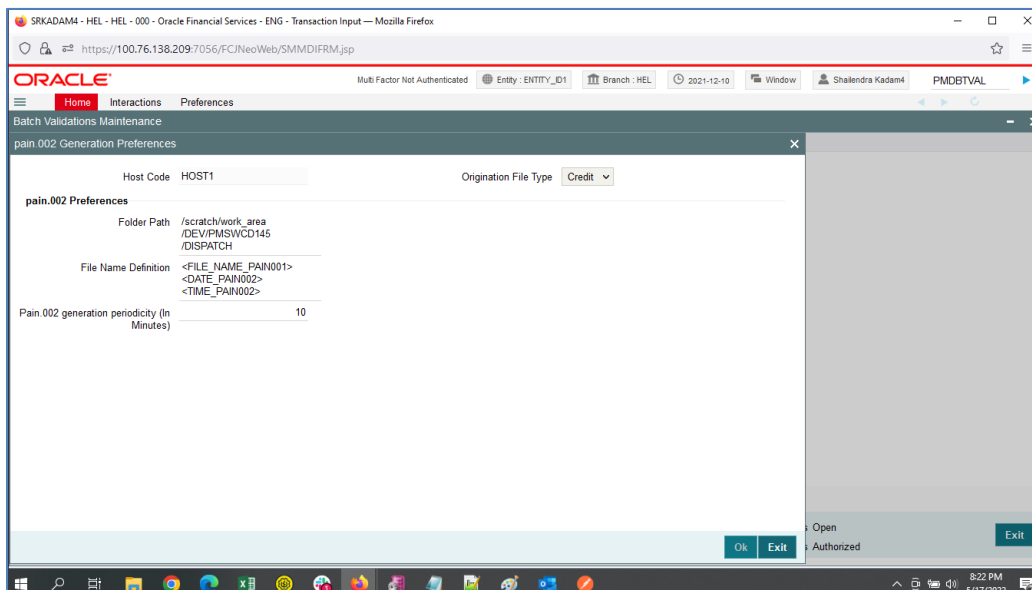 SRKADAM4 - HEL - HEL - 000 - Oracle Financial Services - ENG - Transaction Input — Mozilla Firefox
https://100.76.138.209:7056/FCJNeoWeb/SMMDIFRM.jsp
ORACLE Multi Factor Not Authenticated Entity : ENTITY_ID1 Branch : HEL 2021-12-10 Window Shailendra Kadam4 PMDBTVAL
Home Interactions Preferences
Batch Validations Maintenance
pain.002 Generation Preferences
Host Code HOST1 Origination File Type Credit
pain.002 Preferences
Folder Path /scratch/work_area
/DEV/PMSWCD145
/DISPATCH
File Name Definition <FILE_NAME_PAIN001>
<DATE_PAIN002>
<TIME_PAIN002>
Pain.002 generation periodicity (In 10
Minutes)
Open
Exit
Authorized
Ok Exit
8:22 PM